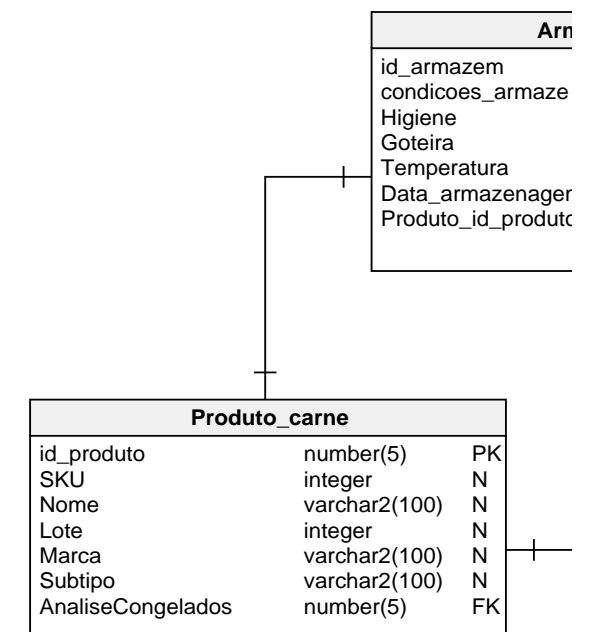 Arm
id_armazem
condicoes_armaze
Higiene
Goteira
Temperatura
Data_armazenager
Produto_id_produto
Produto_carne
id_produto number(5) PK
SKU integer N
Nome varchar2(100) N
Lote integer N
Marca varchar2(100) N
Subtipo varchar2(100) N
AnaliseCongelados number(5) FK